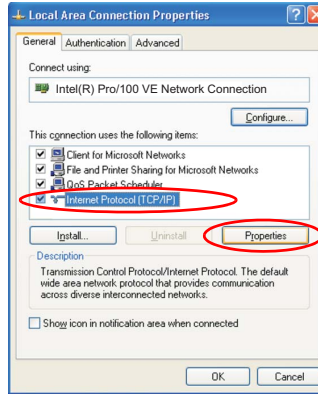 Local Area Connection Properties
General Authentication Advanced
Connect using:
Intel(R) Pro/100 VE Network Connection
Configure...
This connection uses the following items:
Client for Microsoft Networks
File and Printer Sharing for Microsoft Networks
QoS Packet Scheduler
Internet Protocol (TCP/IP)
Install... Uninstall Properties
Description
Transmission Control Protocol/Internet Protocol. The default
wide area network protocol that provides communication
across diverse interconnected networks.
Show icon in notification area when connected
OK Cancel